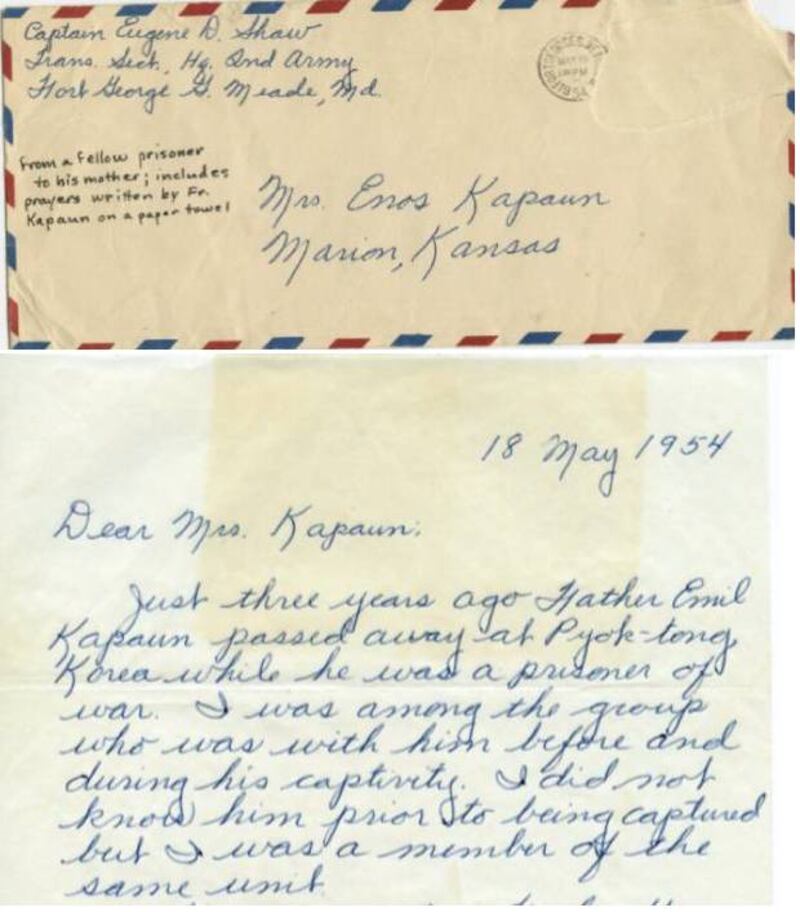 Captain Eugene D. Shaw
Trans. Sect. Hq. 2nd Army
Fort George G. Meade, Md.
From a fellow prisoner
to his mother; includes
prayers written by Fr.
Kapaun on a paper towel
Mrs. Enos Kapaun
Marion, Kansas
18 May 1954
Dear Mrs. Kapaun:
Just three years ago Father Emil
Kapaun passed away at Pyok-tong,
Korea while he was a prisoner of
war. I was among the group
who was with him before and
during his captivity. I did not
know him prior to being captured
but I was a member of the
same unit.